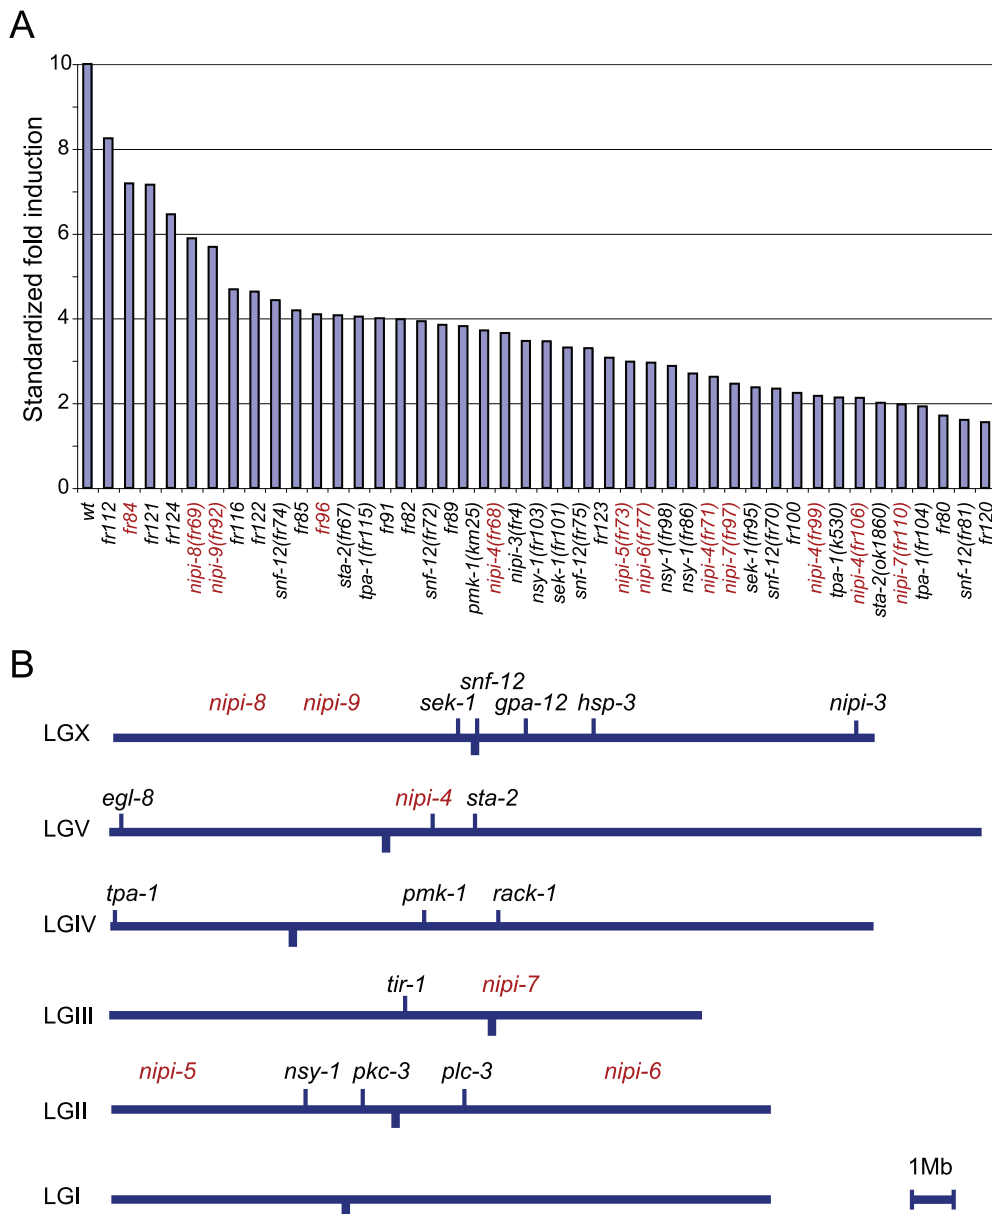 A
Standardized fold induction
10
8
6
4
2
0
wt
fr112
fr84
fr121
fr124
nipi-8(fr69)
nipi-9(fr92)
fr116
fr122
snf-12(fr74)
fr85
fr96
sta-2(fr67)
tpa-1(fr115)
fr91
fr82
snf-12(fr72)
fr89
pmk-1(km25)
nipi-4(fr68)
nipi-3(fr4)
nsy-1(fr103)
sek-1(fr101)
snf-12(fr75)
fr123
nipi-5(fr73)
nipi-6(fr77)
nsy-1(fr98)
nsy-1(fr86)
nipi-4(fr71)
nipi-7(fr97)
sek-1(fr95)
snf-12(fr70)
fr100
nipi-4(fr99)
tpa-1(k530)
nipi-4(fr106)
sta-2(ok1860)
nipi-7(fr110)
tpa-1(fr104)
fr80
snf-12(fr81)
fr120
B
snf-12
nipi-8 nipi-9 sek-1 gpa-12 hsp-3 nipi-3
LGX
egl-8 nipi-4 sta-2
LGV
tpa-1 pmk-1 rack-1
LGIV
tir-1 nipi-7
LGIII
nipi-5 nsy-1 pkc-3 plc-3 nipi-6
LGII
1Mb
LGI